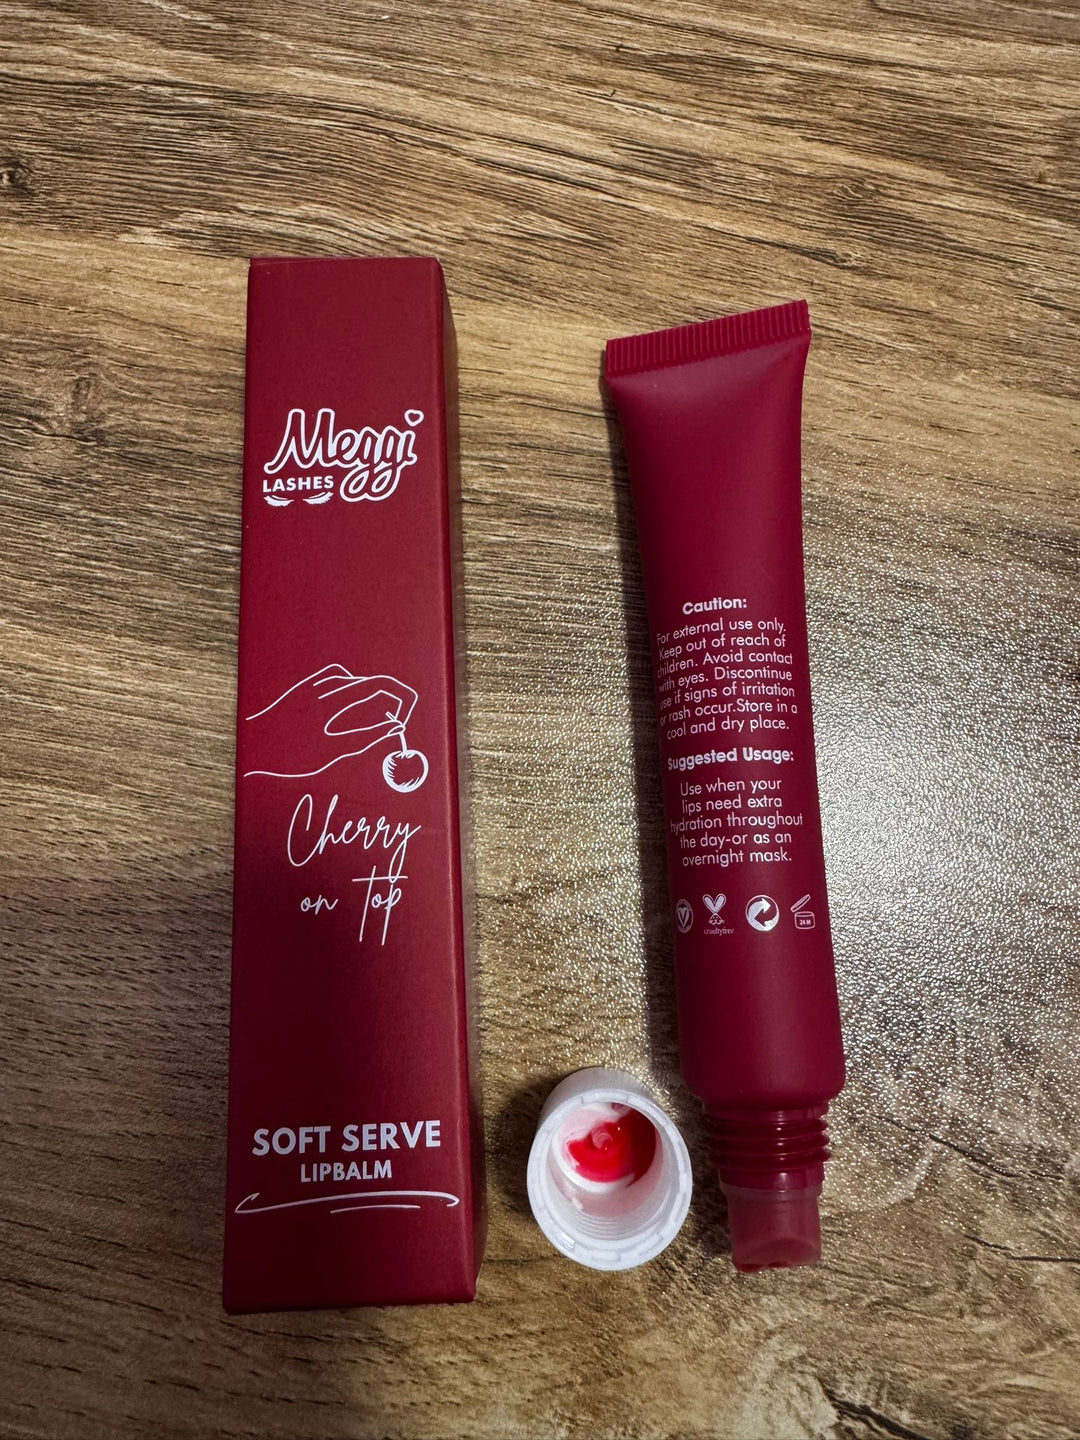 Meggi
LASHES
Cherry
on top
SOFT SERVE
LIPBALM
Caution:
For external use only.
Keep out of reach of
children. Avoid contact
with eyes. Discontinue
use if signs of irritation
or rash occur.Store in a
cool and dry place.
Suggested Usage:
Use when your
lips need extra
hydration throughout
the day-or as an
overnight mask.
crueltyfree
24 M